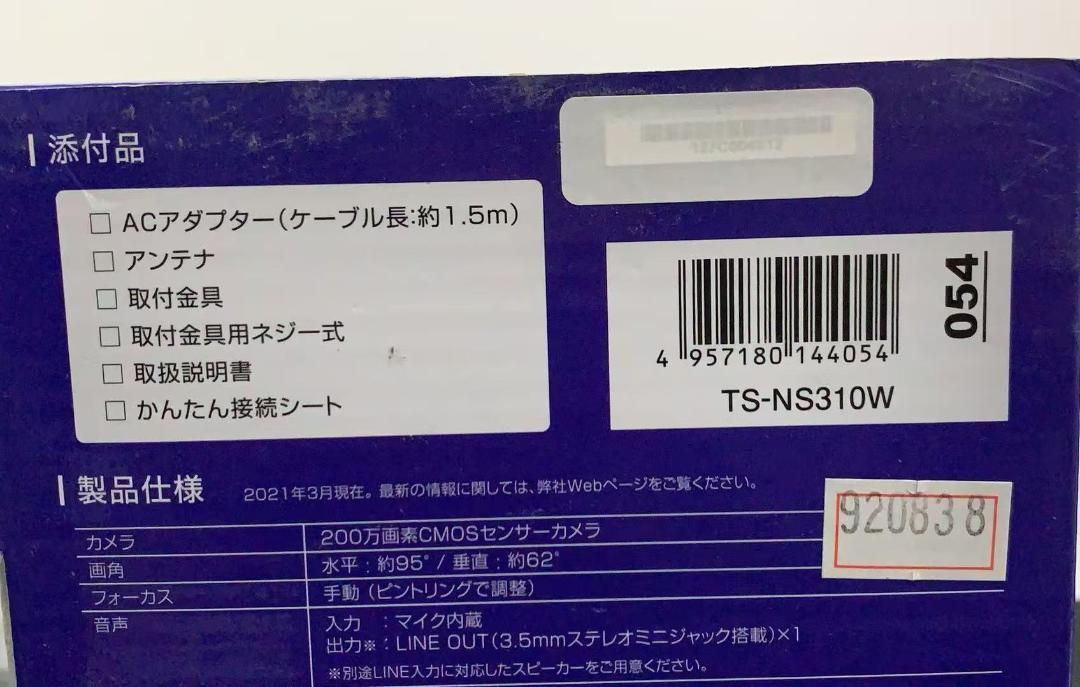 添付品
□ ACアダプター(ケーブル長:約1.5m)
□ アンテナ
□ 取付金具
□ 取付金具用ネジ一式
□ 取扱説明書
□ かんたん接続シート
054
4 957180 144054
TS-NS310W
製品仕様 2021年3月現在。最新の情報に関しては、弊社Webページをご覧ください。
920838
カメラ 200万画素CMOSセンサーカメラ
画角 水平:約95° / 垂直:約62°
フォーカス 手動(ピントリングで調整)
音声 入力 :マイク内蔵
出力※:LINE OUT(3.5mmステレオミニジャック搭載)×1
※別途LINE入力に対応したスピーカーをご用意ください。